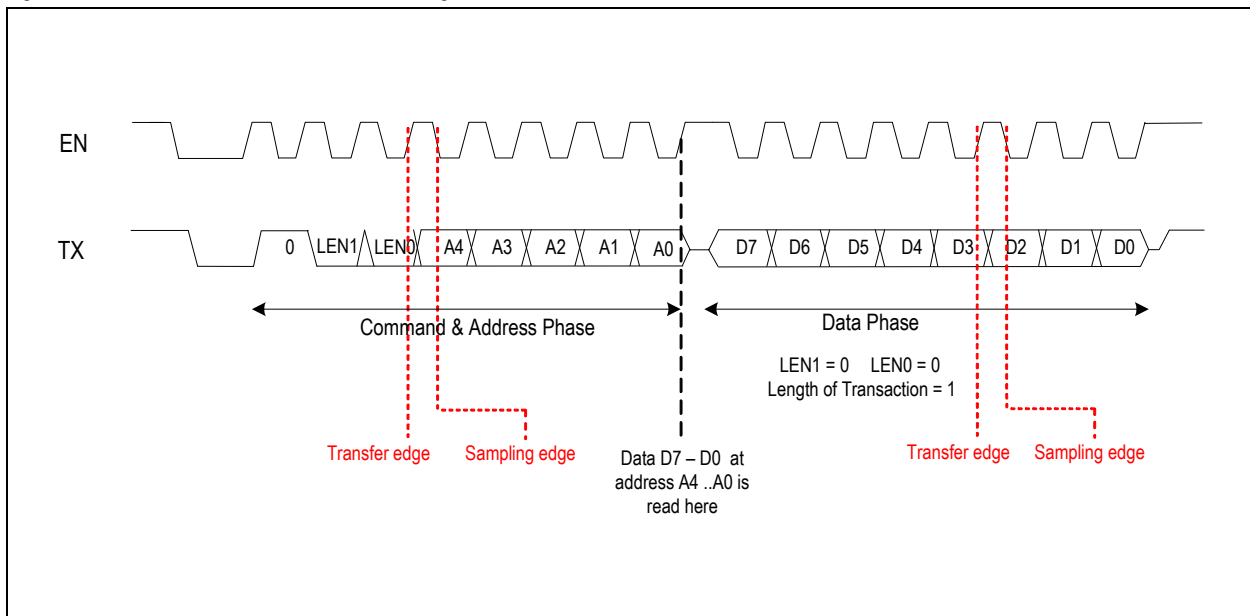 EN
TX
0 LEN1 LEN0 A4 A3 A2 A1 A0 D7 D6 D5 D4 D3 D2 D1 D0
Command & Address Phase
Data Phase
LEN1 = 0 LEN0 = 0
Length of Transaction = 1
Transfer edge
Sampling edge
Data D7 – D0 at
address A4 ..A0 is
read here
Transfer edge
Sampling edge